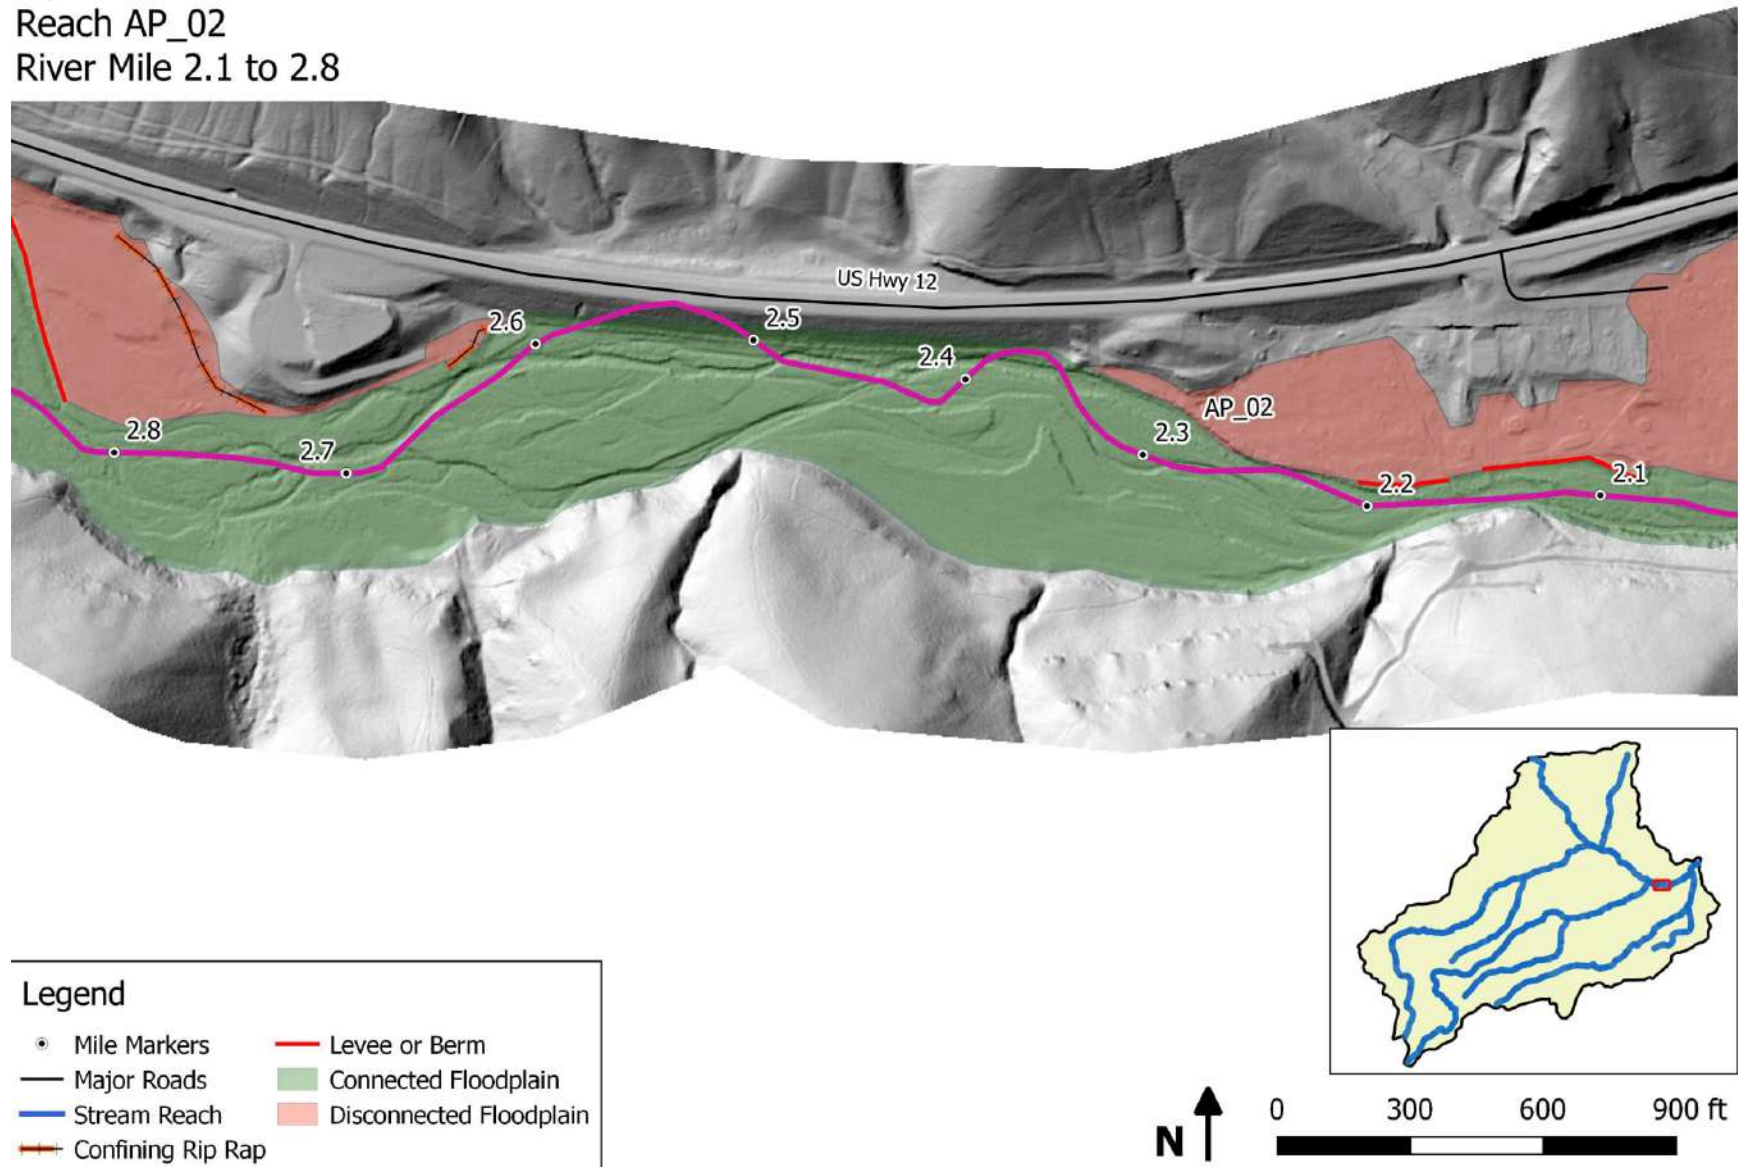 Reach AP_02
River Mile 2.1 to 2.8
US Hwy 12
2.6
2.5
2.4
AP_02
2.8
2.7
2.3
2.2
2.1
Legend
Mile Markers
Major Roads
Stream Reach
Confining Rip Rap
Levee or Berm
Connected Floodplain
Disconnected Floodplain
N
0 300 600 900 ft